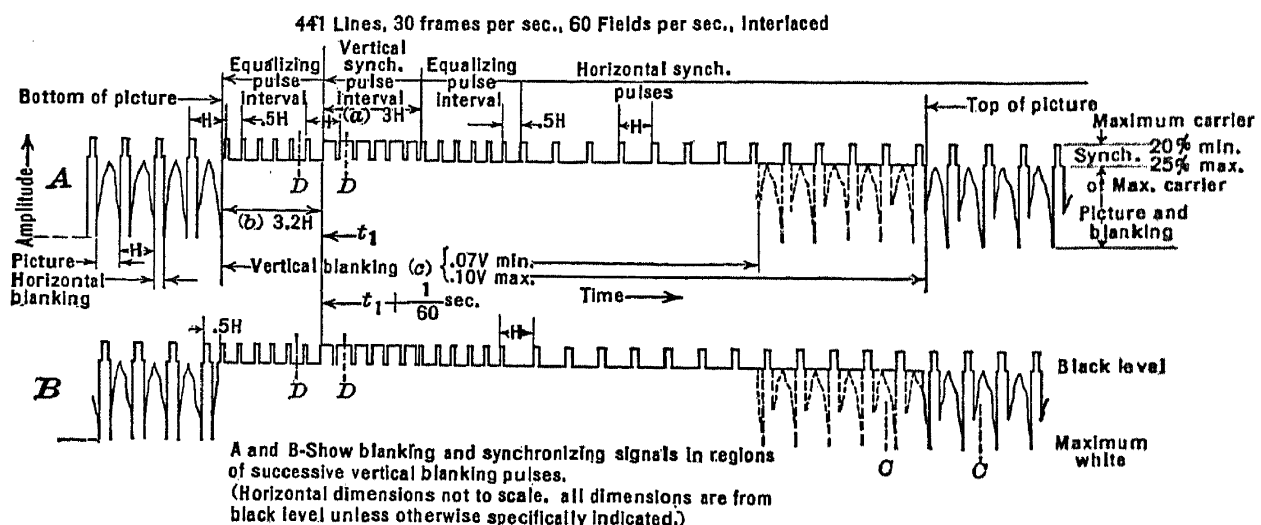 441 Lines, 30 frames per sec., 60 Fields per sec., Interlaced
Equalizing pulse interval
Vertical synch. pulse interval
(a) 3H
Equalizing pulse interval
Horizontal synch. pulses
Bottom of picture
Top of picture
H
.5H
H
.5H
H
Maximum carrier
20% min.
Synch.
25% max.
of Max. carrier
Picture and blanking
A
Amplitude
D
D
(b) 3.2H
t1
H
Picture
Horizontal blanking
Vertical blanking (c)
.07V min.
.10V max.
Time
t1 + 1/60 sec.
.5H
H
B
D
D
Black level
C
C
Maximum white
A and B-Show blanking and synchronizing signals in regions
of successive vertical blanking pulses.
(Horizontal dimensions not to scale. all dimensions are from
black level unless otherwise specifically indicated.)